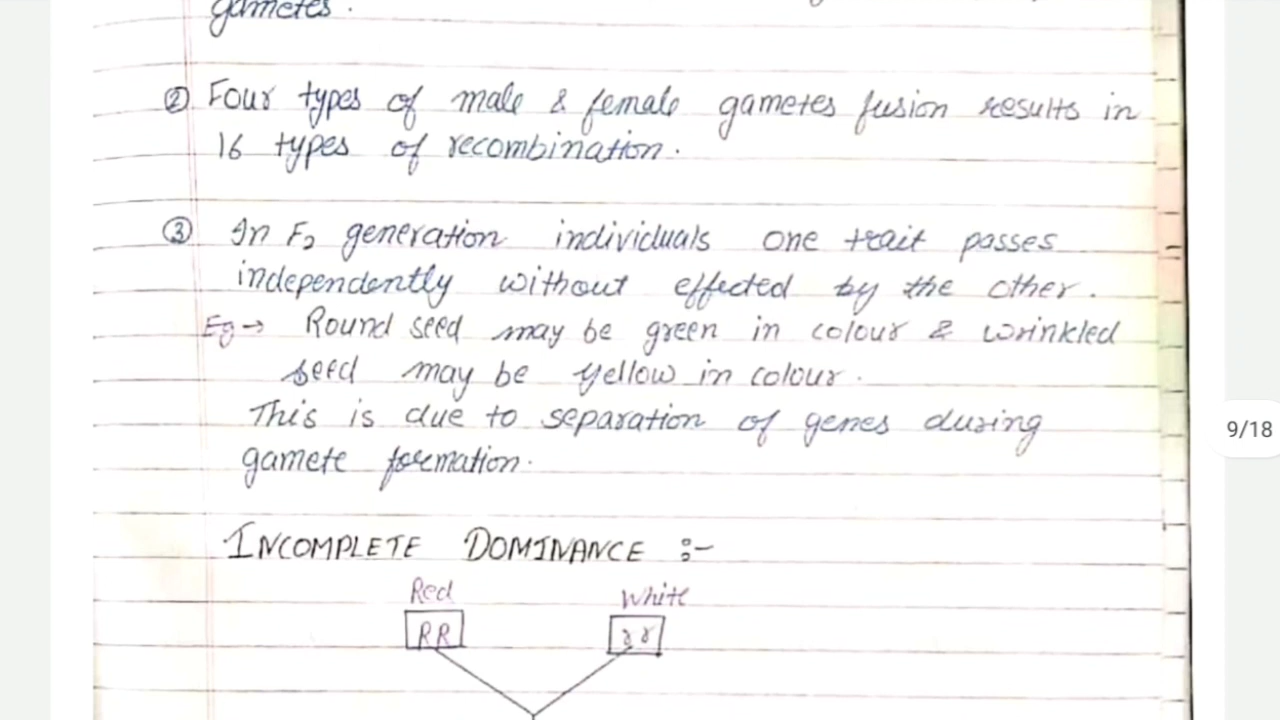 gametes.
② Four types of male & female gametes fusion results in
16 types of recombination.
③ In F₂ generation individuals one trait passes
independently without effected by the other.
Eg → Round seed may be green in colour & wrinkled
seed may be yellow in colour.
This is due to separation of genes during
gamete formation.
9/18
INCOMPLETE DOMINANCE :-
Red White
RR rr